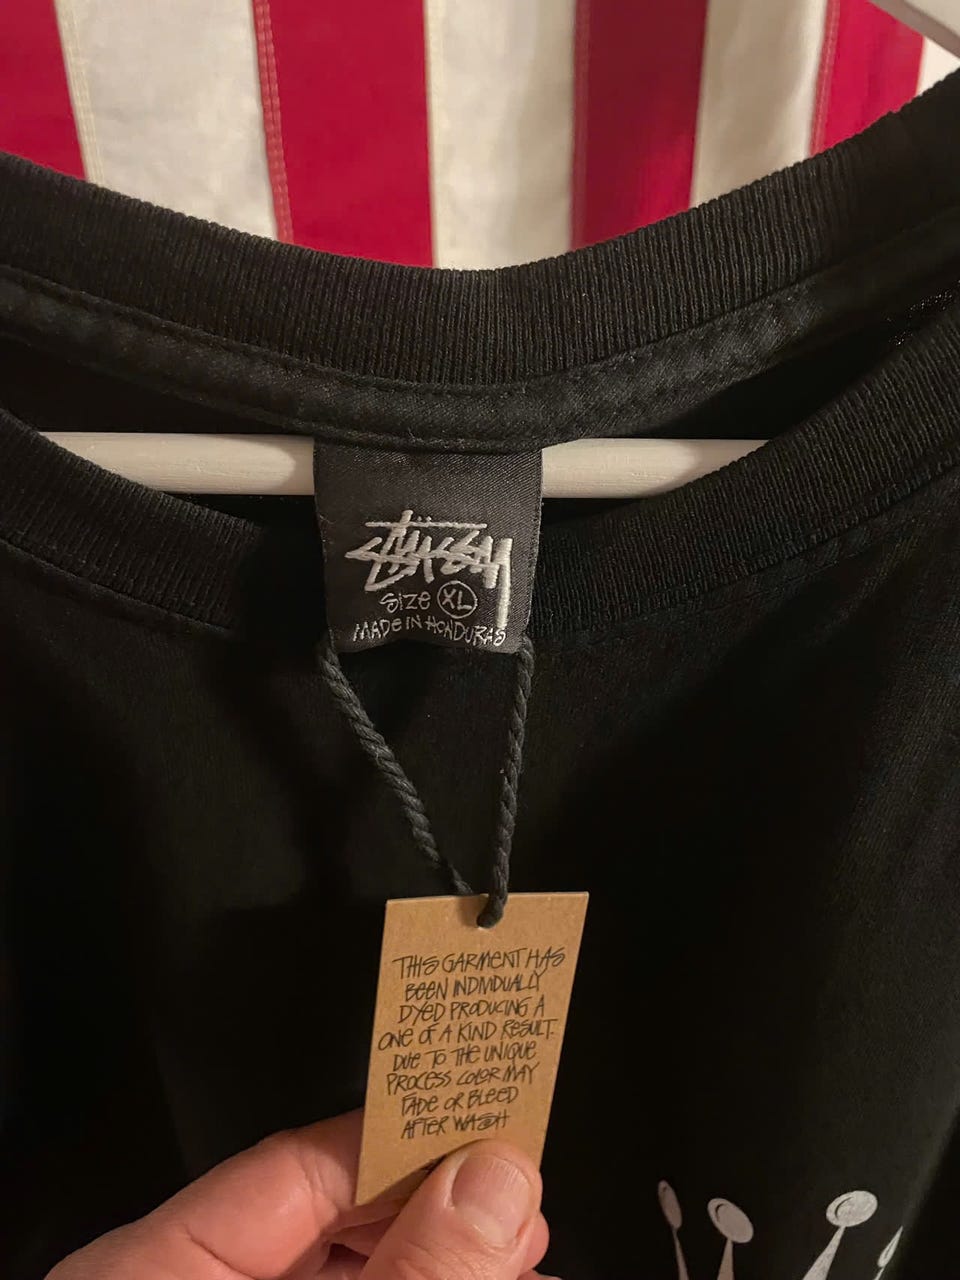 STÜSSY
SIZE XL
MADE IN HONDURAS
THIS GARMENT HAS
BEEN INDIVIDUALLY
DYED PRODUCING A
ONE OF A KIND RESULT.
DUE TO THE UNIQUE
PROCESS COLOR MAY
FADE OR BLEED
AFTER WASH